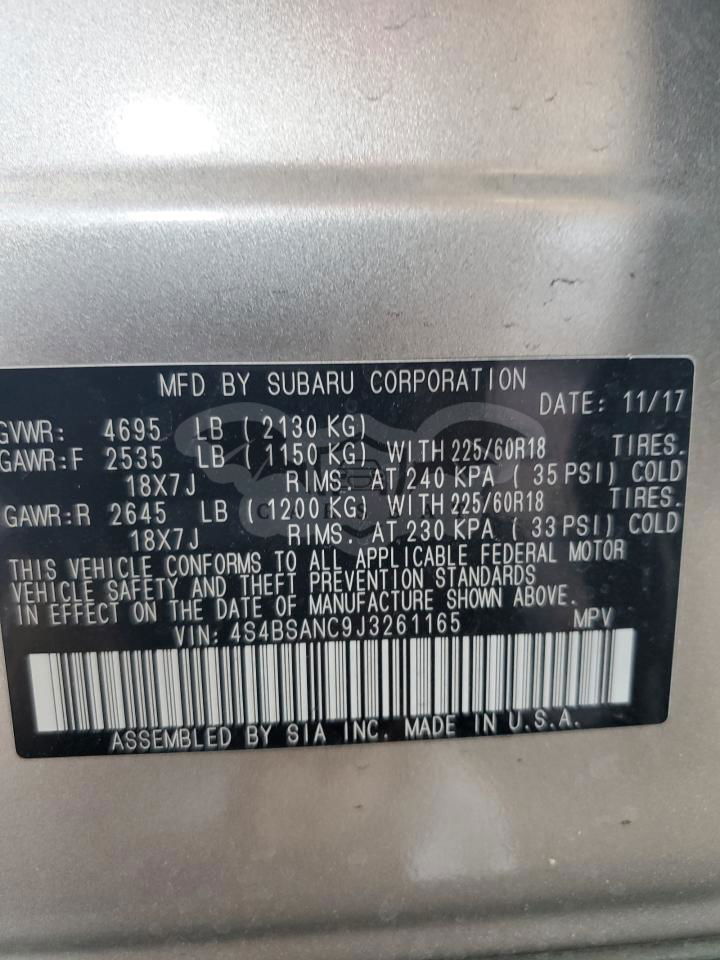 MFD BY SUBARU CORPORATION
DATE: 11/17
GVWR: 4695 LB ( 2130 KG)
GAWR:F 2535 LB ( 1150 KG) WITH 225/60R18 TIRES.
18X7J RIMS. AT 240 KPA ( 35 PSI) COLD
GAWR:R 2645 LB ( 1200 KG) WITH 225/60R18 TIRES.
18X7J RIMS. AT 230 KPA ( 33 PSI) COLD
THIS VEHICLE CONFORMS TO ALL APPLICABLE FEDERAL MOTOR
VEHICLE SAFETY AND THEFT PREVENTION STANDARDS
IN EFFECT ON THE DATE OF MANUFACTURE SHOWN ABOVE.
VIN: 4S4BSANC9J3261165 MPV
ASSEMBLED BY SIA INC. MADE IN U.S.A.